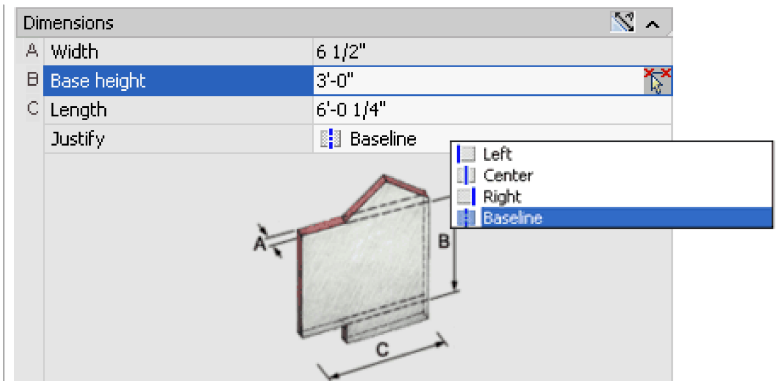 Dimensions
A Width 6 1/2"
B Base height 3'-0"
C Length 6'-0 1/4"
Justify Baseline
Left
Center
Right
Baseline
A
B
C